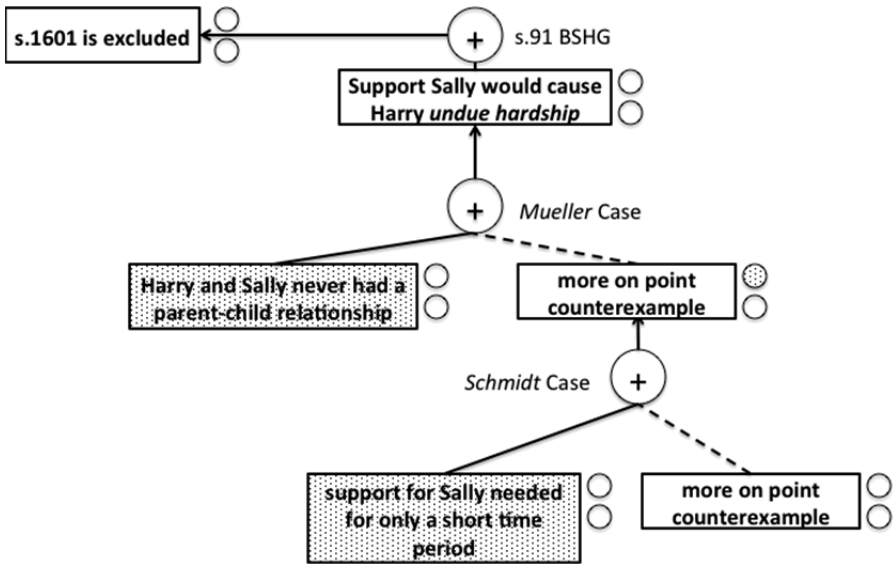 s.1601 is excluded
+
s.91 BSHG
Support Sally would cause
Harry undue hardship
+
Mueller Case
Harry and Sally never had a
parent-child relationship
more on point
counterexample
Schmidt Case
+
support for Sally needed
for only a short time
period
more on point
counterexample